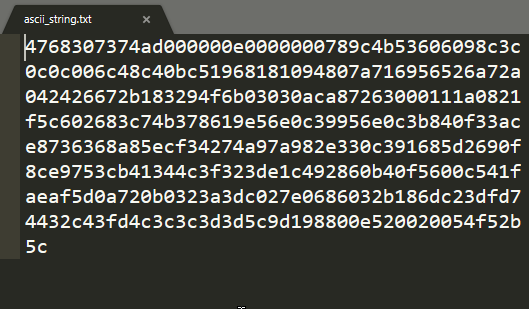 ascii_string.txt ×
4768307374ad000000e0000000789c4b53606098c3c
0c0c006c48c40bc51968181094807a716956526a72a
042426672b183294f6b03030aca87263000111a0821
f5c602683c74b378619e56e0c39956e0c3b840f33ac
e8736368a85ecf34274a97a982e330c391685d2690f
8ce9753cb41344c3f323de1c492860b40f5600c541f
aeaf5d0a720b0323a3dc027e0686032b186dc23dfd7
4432c43fd4c3c3c3d3d5c9d198800e520020054f52b
5c